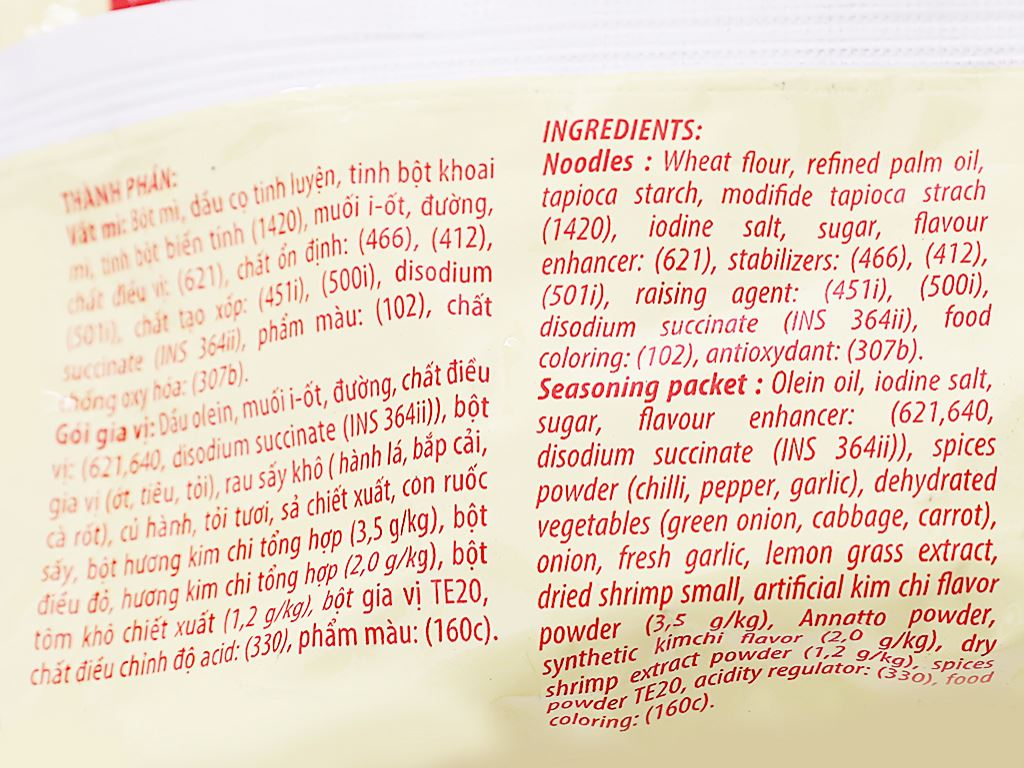 THÀNH PHẦN:
Vắt mì: Bột mì, dầu cọ tinh luyện, tinh bột khoai
mì, tinh bột biến tính (1420), muối i-ốt, đường,
chất điều vị: (621), chất ổn định: (466), (412),
(501i), chất tạo xốp: (451i), (500i), disodium
succinate (INS 364ii), phẩm màu: (102), chất
chống oxy hóa: (307b).
Gói gia vị: Dầu olein, muối i-ốt, đường, chất điều
vị: (621,640, disodium succinate (INS 364ii)), bột
gia vị (ớt, tiêu, tỏi), rau sấy khô ( hành lá, bắp cải,
cà rốt), củ hành, tỏi tươi, sả chiết xuất, con ruốc
sấy, bột hương kim chi tổng hợp (3,5 g/kg), bột
điều đỏ, hương kim chi tổng hợp (2,0 g/kg), bột
tôm khô chiết xuất (1,2 g/kg), bột gia vị TE20,
chất điều chỉnh độ acid: (330), phẩm màu: (160c).
INGREDIENTS:
Noodles : Wheat flour, refined palm oil,
tapioca starch, modifide tapioca strach
(1420), iodine salt, sugar, flavour
enhancer: (621), stabilizers: (466), (412),
(501i), raising agent: (451i), (500i),
disodium succinate (INS 364ii), food
coloring: (102), antioxydant: (307b).
Seasoning packet : Olein oil, iodine salt,
sugar, flavour enhancer: (621,640,
disodium succinate (INS 364ii)), spices
powder (chilli, pepper, garlic), dehydrated
vegetables (green onion, cabbage, carrot),
onion, fresh garlic, lemon grass extract,
dried shrimp small, artificial kim chi flavor
powder (3,5 g/kg), Annatto powder,
synthetic kimchi flavor (2,0 g/kg), dry
shrimp extract powder (1,2 g/kg), spices
powder TE20, acidity regulator: (330), food
coloring: (160c).